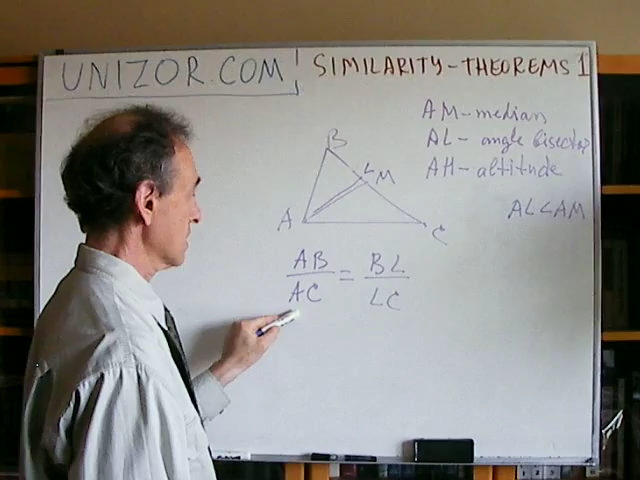 UNIZOR.COM
SIMILARITY-THEOREMS 1
AM-median
AL- angle bisector
AH-altitude
AL<AM
B
L M
A
C
AB/AC = BL/LC